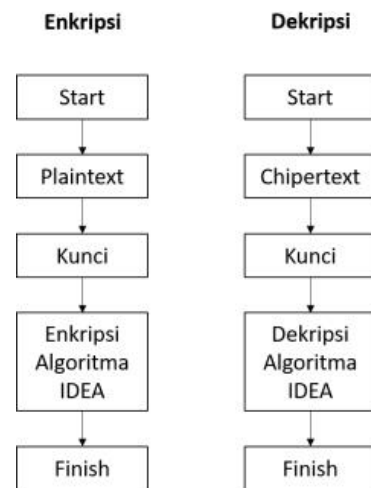 Enkripsi
Start
Plaintext
Kunci
Enkripsi
Algoritma
IDEA
Finish
Dekripsi
Start
Chipertext
Kunci
Dekripsi
Algoritma
IDEA
Finish